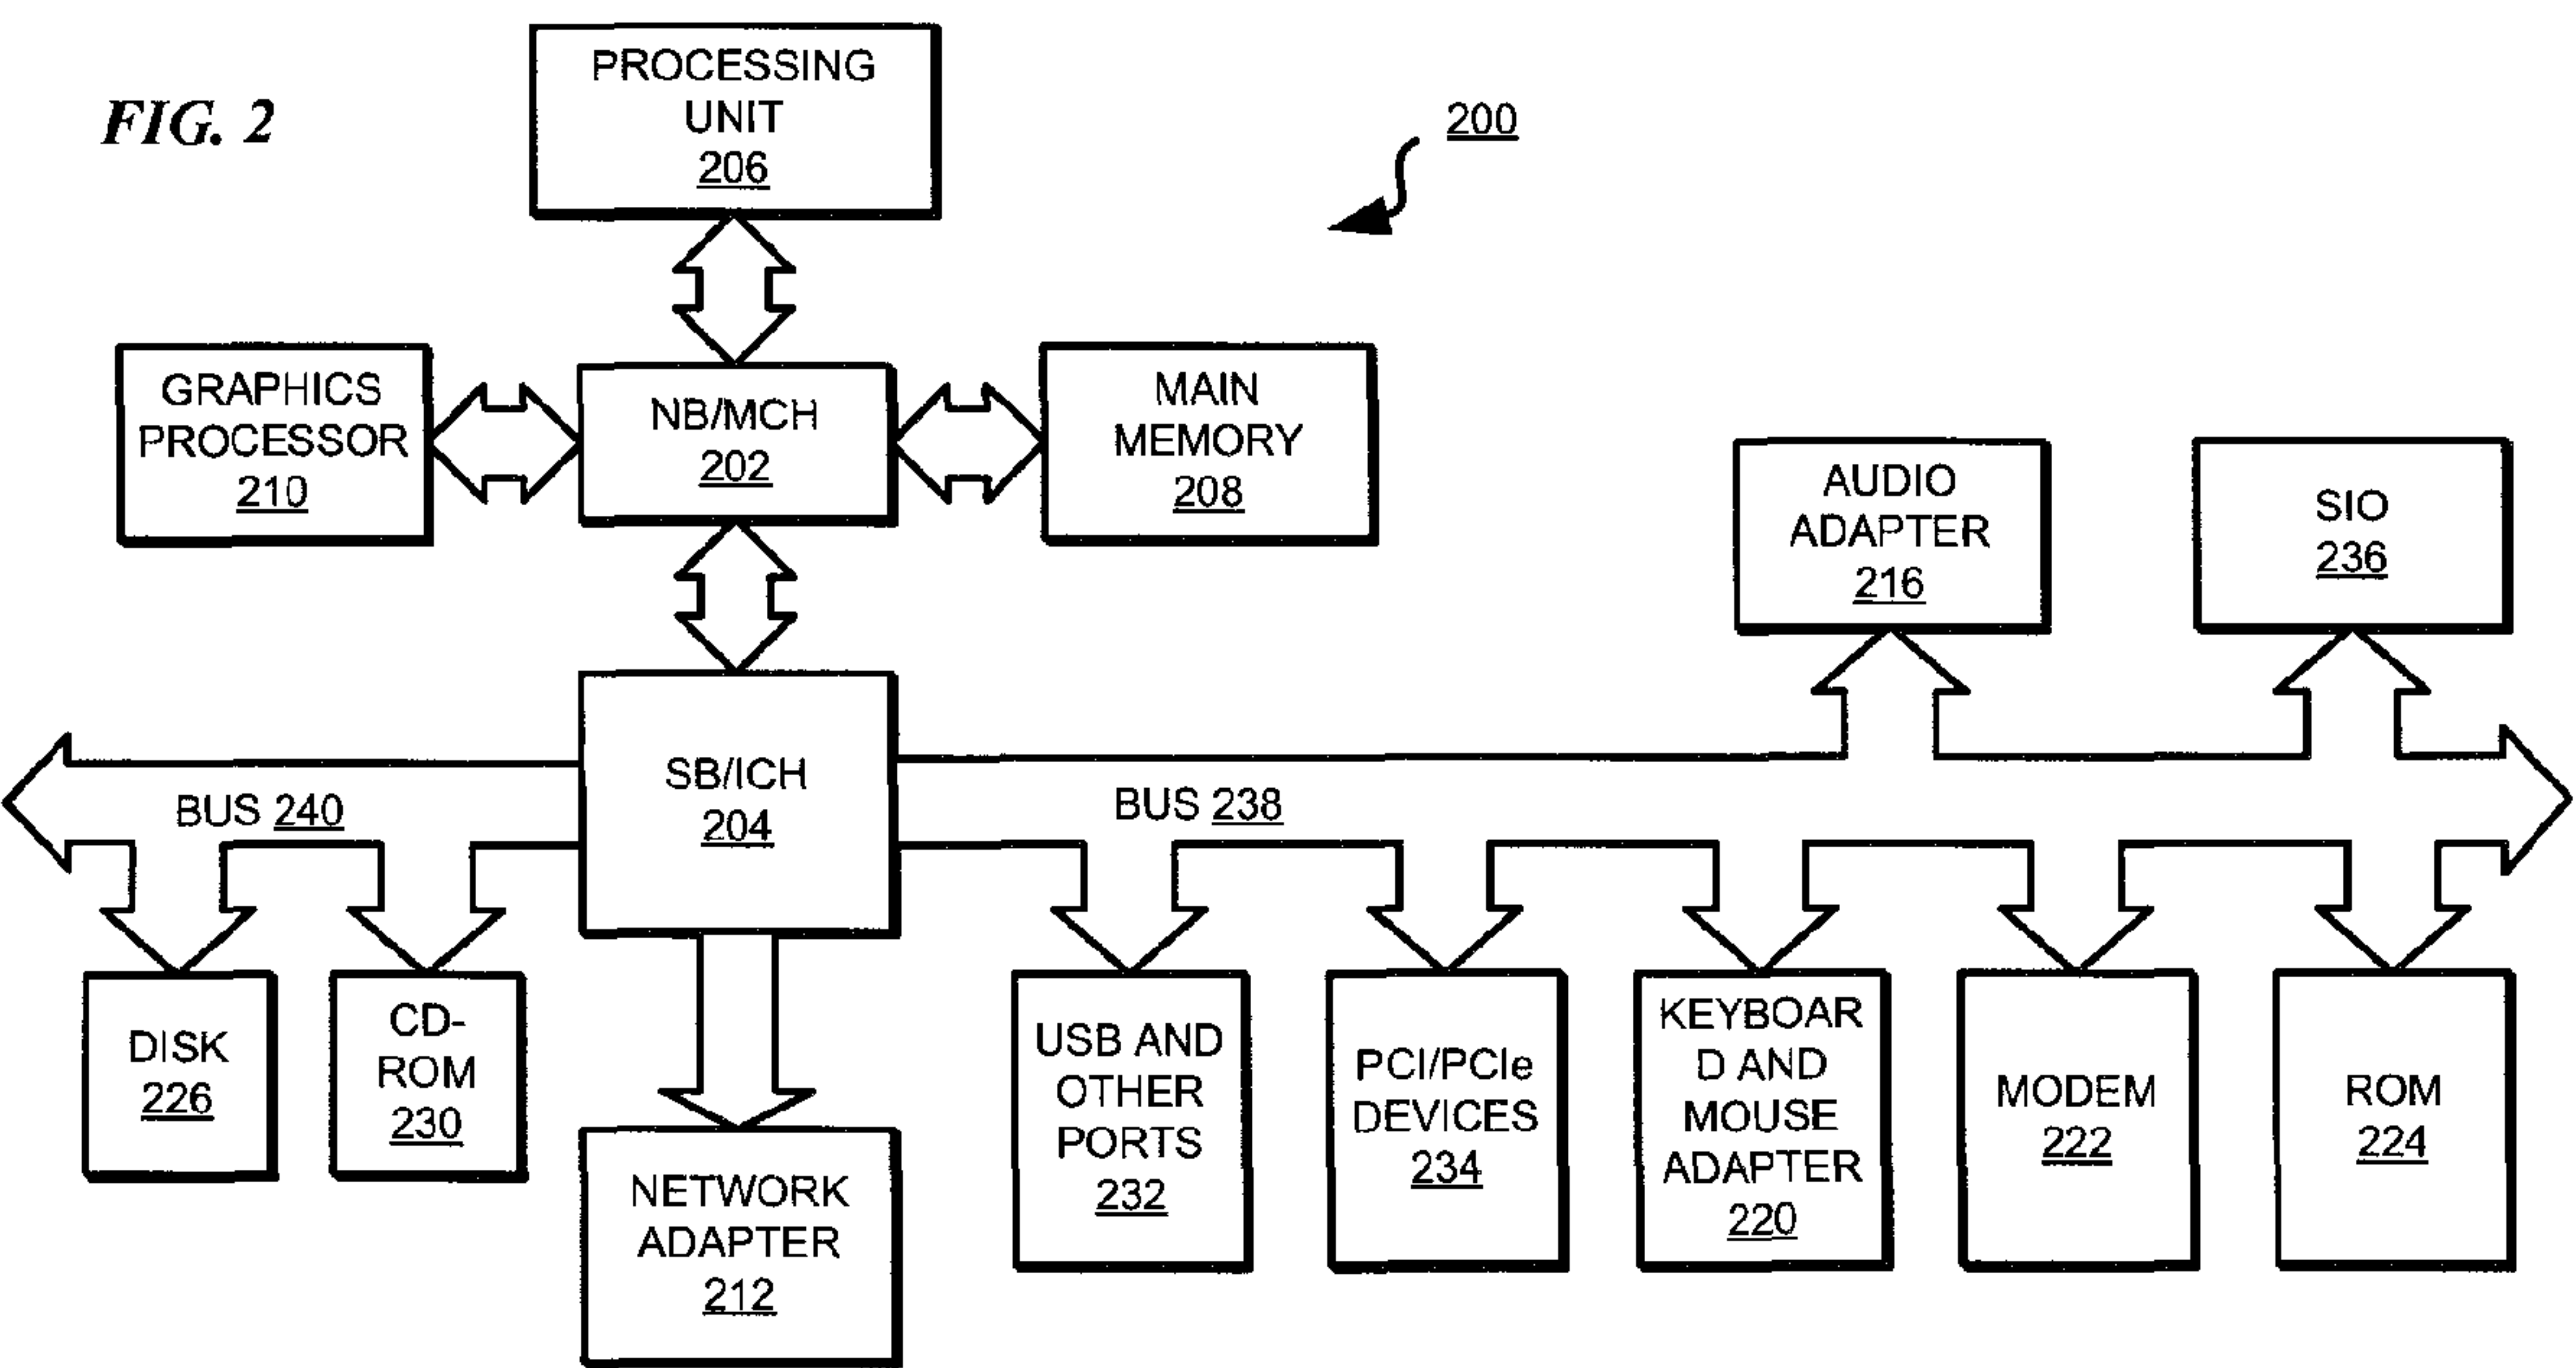 FIG. 2
PROCESSING
UNIT
206
200
GRAPHICS
PROCESSOR
210
NB/MCH
202
MAIN
MEMORY
208
AUDIO
ADAPTER
216
SIO
236
SB/ICH
204
BUS 240
BUS 238
DISK
226
CD-
ROM
230
NETWORK
ADAPTER
212
USB AND
OTHER
PORTS
232
PCI/PCIe
DEVICES
234
KEYBOAR
D AND
MOUSE
ADAPTER
220
MODEM
222
ROM
224